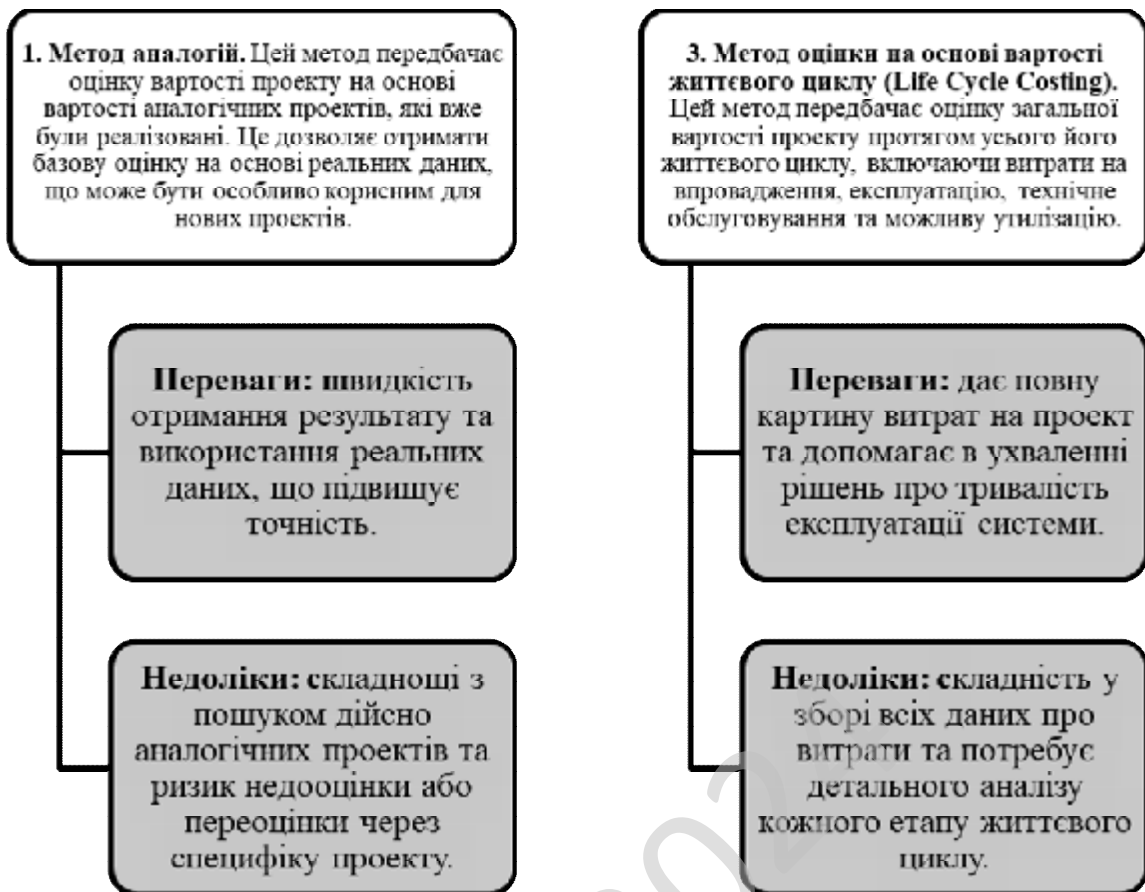 1. Метод аналогій. Цей метод передбачає
оцінку вартості проекту на основі
вартості аналогічних проектів, які вже
були реалізовані. Це дозволяє отримати
базову оцінку на основі реальних даних,
що може бути особливо корисним для
нових проектів.
Переваги: швидкість
отримання результату та
використання реальних
даних, що підвищує
точність.
Недоліки: складнощі з
пошуком дійсно
аналогічних проектів та
ризик недооцінки або
переоцінки через
специфіку проекту.
3. Метод оцінки на основі вартості
життєвого циклу (Life Cycle Costing).
Цей метод передбачає оцінку загальної
вартості проекту протягом усього його
життєвого циклу, включаючи витрати на
впровадження, експлуатацію, технічне
обслуговування та можливу утилізацію.
Переваги: дає повну
картину витрат на проект
та допомагає в ухваленні
рішень про тривалість
експлуатації системи.
Недоліки: складність у
зборі всіх даних про
витрати та потребує
детального аналізу
кожного етапу життєвого
циклу.